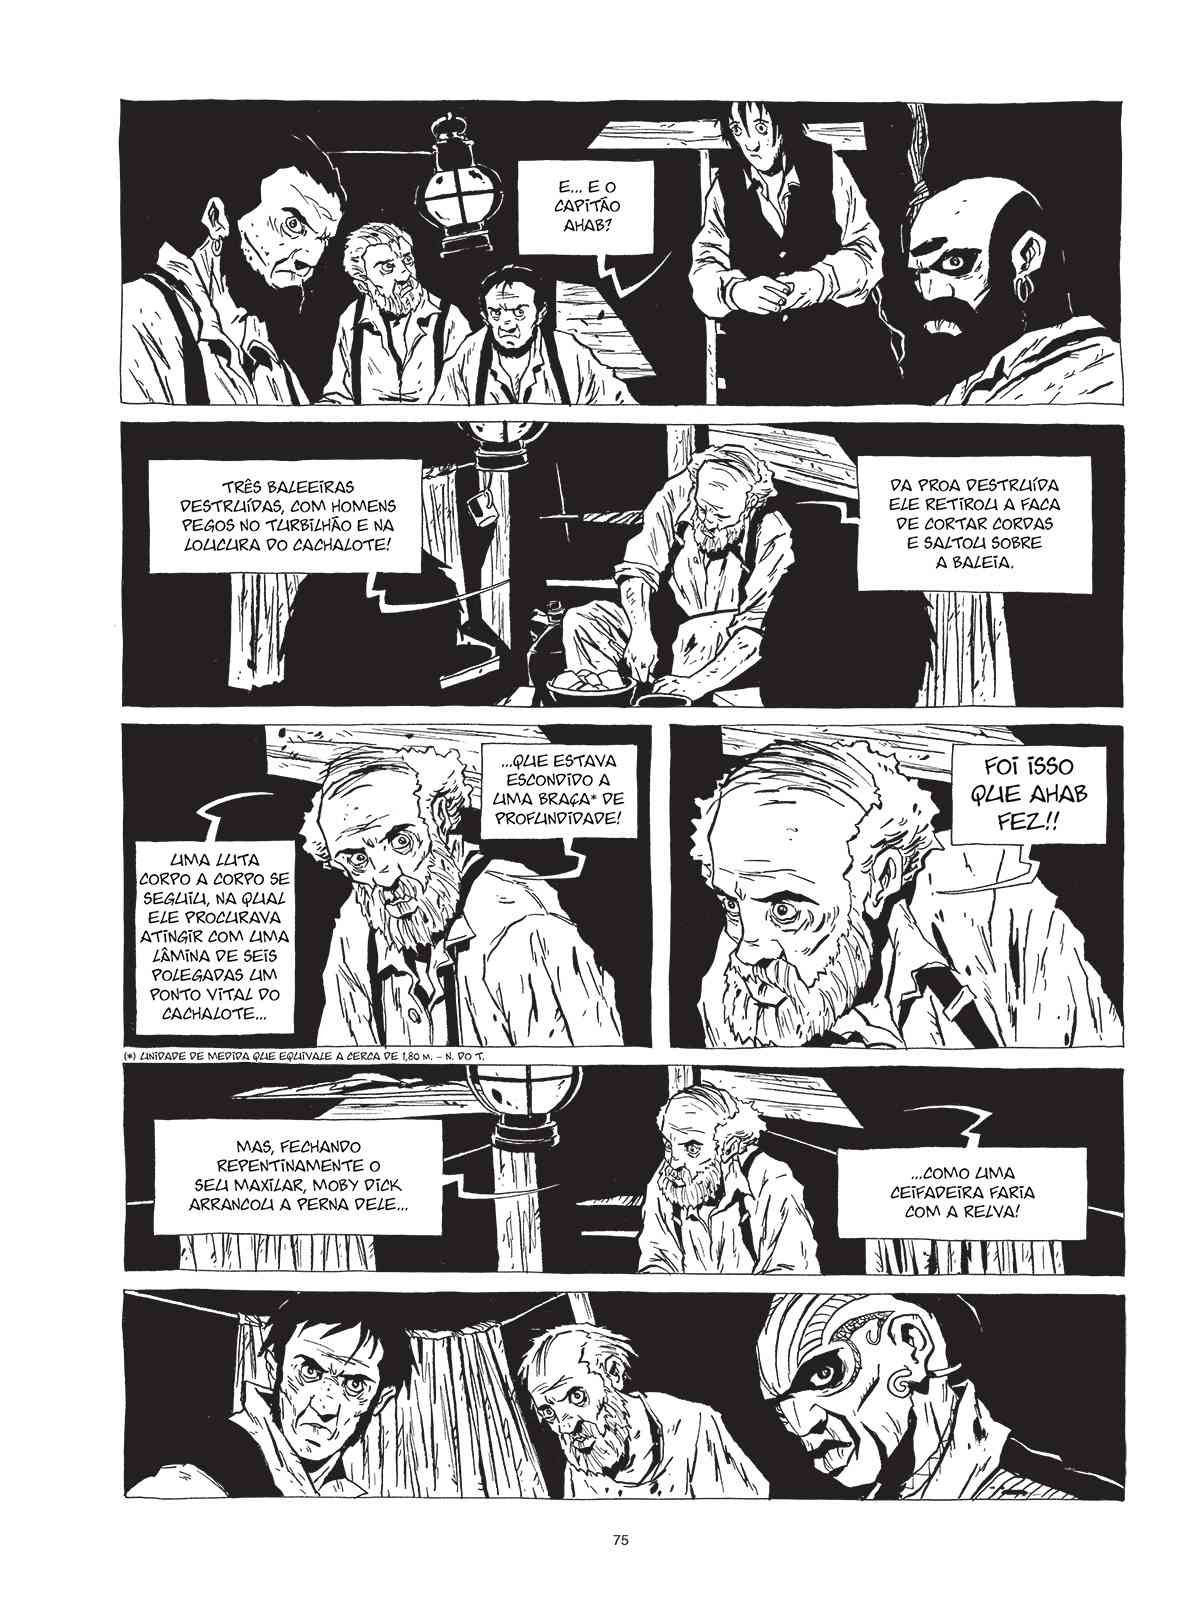 E... E O
CAPITÃO
AHAB?
TRÊS BALEEIRAS
DESTRUÍDAS, COM HOMENS
PEGOS NO TURBILHÃO E NA
LOUCURA DO CACHALOTE!
DA PROA DESTRUÍDA
ELE RETIROU A FACA
DE CORTAR CORDAS
E SALTOU SOBRE
A BALEIA.
UMA LUTA
CORPO A CORPO SE
SEGUIU, NA QUAL
ELE PROCURAVA
ATINGIR COM UMA
LÂMINA DE SEIS
POLEGADAS UM
PONTO VITAL DO
CACHALOTE...
...QUE ESTAVA
ESCONDIDO A
UMA BRAÇA* DE
PROFUNDIDADE!
FOI ISSO
QUE AHAB
FEZ!!
(*) UNIDADE DE MEDIDA QUE EQUIVALE A CERCA DE 1,80 M. – N. DO T.
MAS, FECHANDO
REPENTINAMENTE O
SEU MAXILAR, MOBY DICK
ARRANCOU A PERNA DELE...
...COMO UMA
CEIFADEIRA FARIA
COM A RELVA!
75